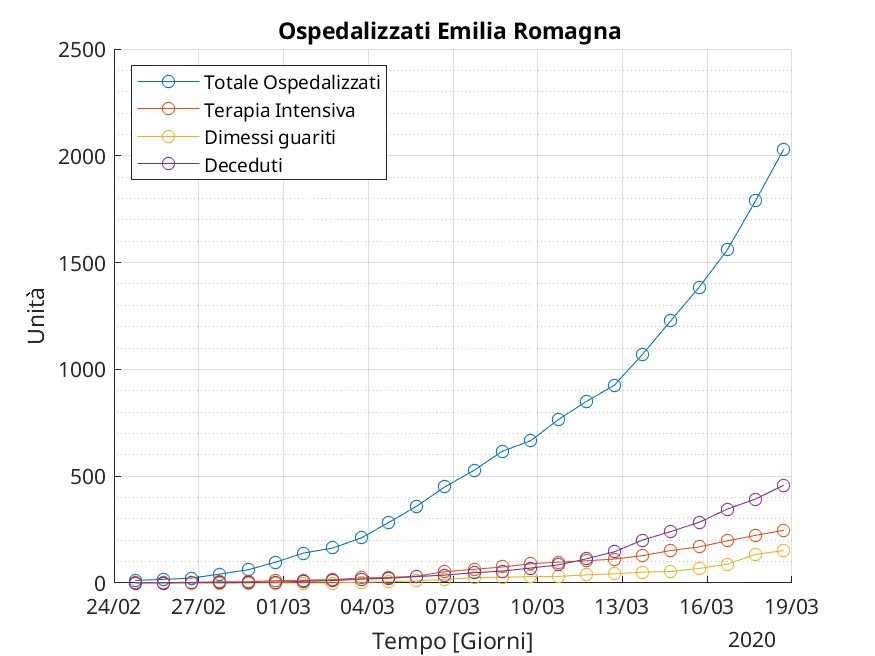 Ospedalizzati Emilia Romagna
2500
2000
1500
1000
500
0
Unità
Totale Ospedalizzati
Terapia Intensiva
Dimessi guariti
Deceduti
24/02 27/02 01/03 04/03 07/03 10/03 13/03 16/03 19/03
Tempo [Giorni]
2020